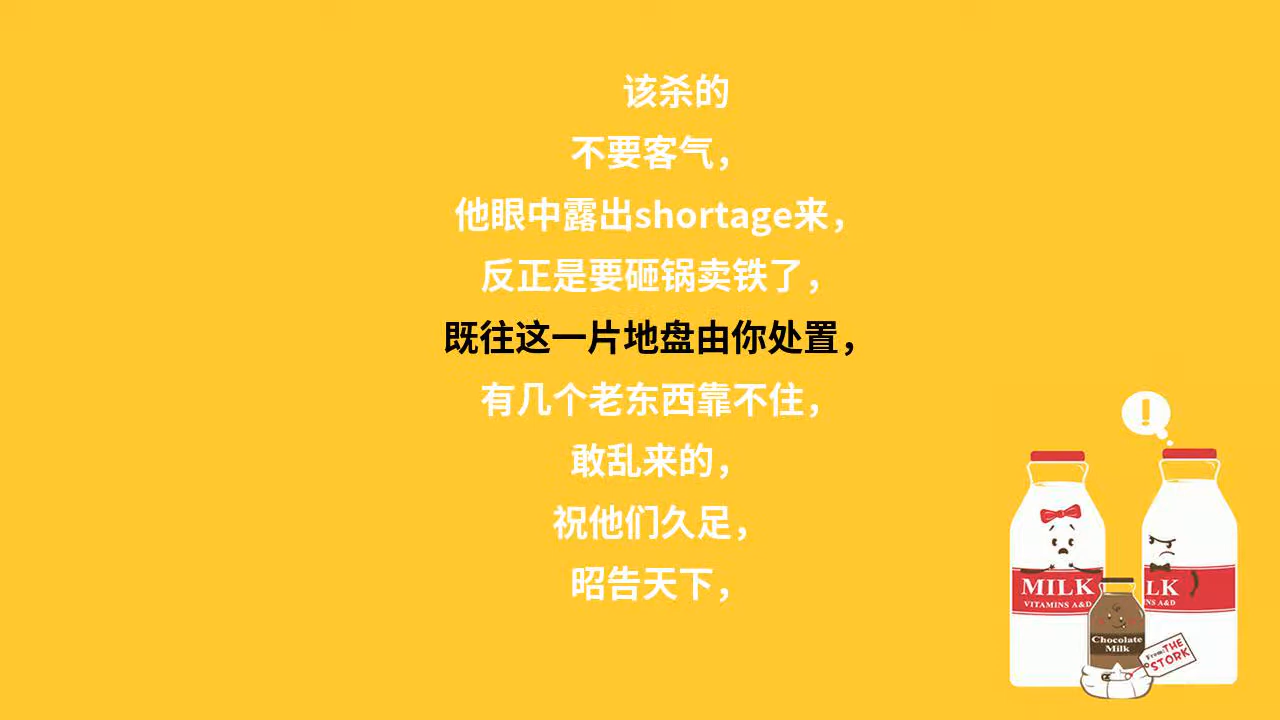 该杀的
不要客气，
他眼中露出shortage来，
反正是要砸锅卖铁了，
既往这一片地盘由你处置，
有几个老东西靠不住，
敢乱来的，
祝他们久足，
昭告天下，
!
MILK
VITAMINS A&D
LK
NS A&D
Chocolate
Milk
From: THE
STORK